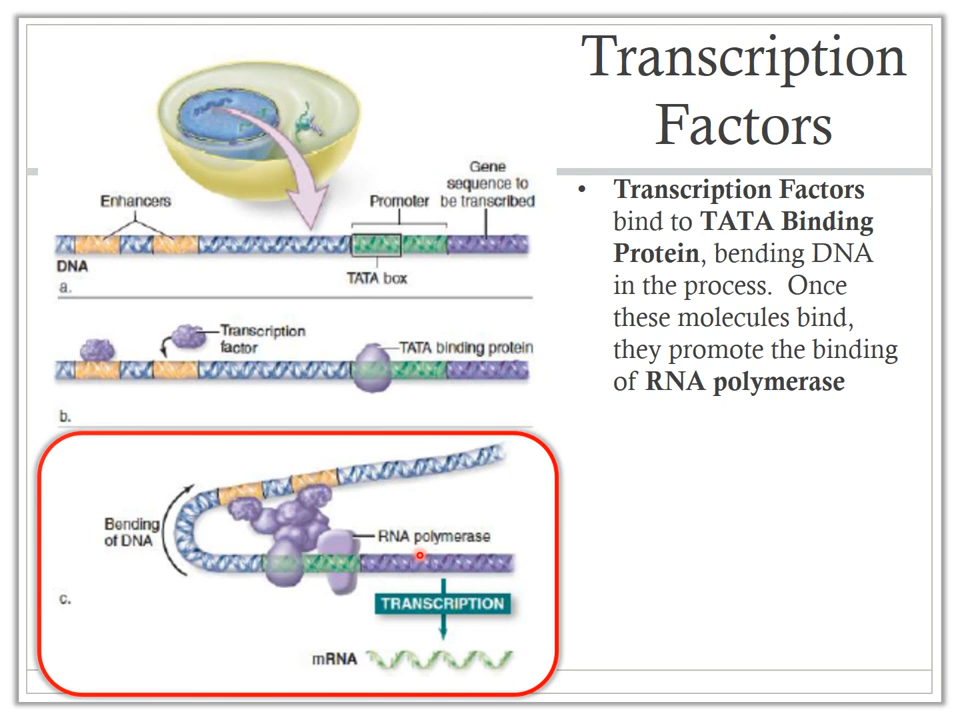 Transcription
Factors
Gene
sequence to
be transcribed
Enhancers
Promoter
DNA
TATA box
a.
Transcription
factor
TATA binding protein
b.
Bending
of DNA
RNA polymerase
c.
TRANSCRIPTION
mRNA
• Transcription Factors
bind to TATA Binding
Protein, bending DNA
in the process. Once
these molecules bind,
they promote the binding
of RNA polymerase